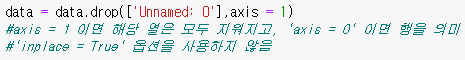 data = data.drop(['Unnamed: 0'],axis = 1)
#axis = 1 이면 해당 열은 모두 지워지고, 'axis = 0' 이면 행을 의미
#'inplace = True' 옵션을 사용하지 않음